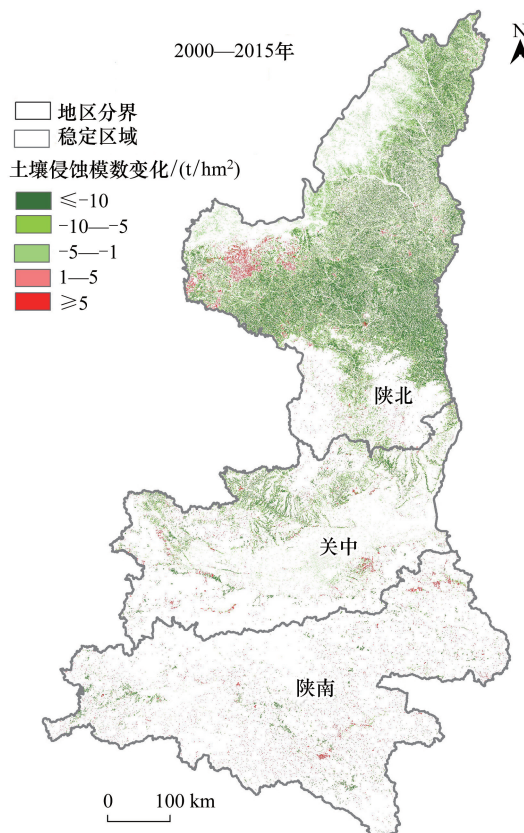 2000—2015年
N
地区分界
稳定区域
土壤侵蚀模数变化/(t/hm²)
≤-10
-10—-5
-5—-1
1—5
≥5
陕北
关中
陕南
0 100 km